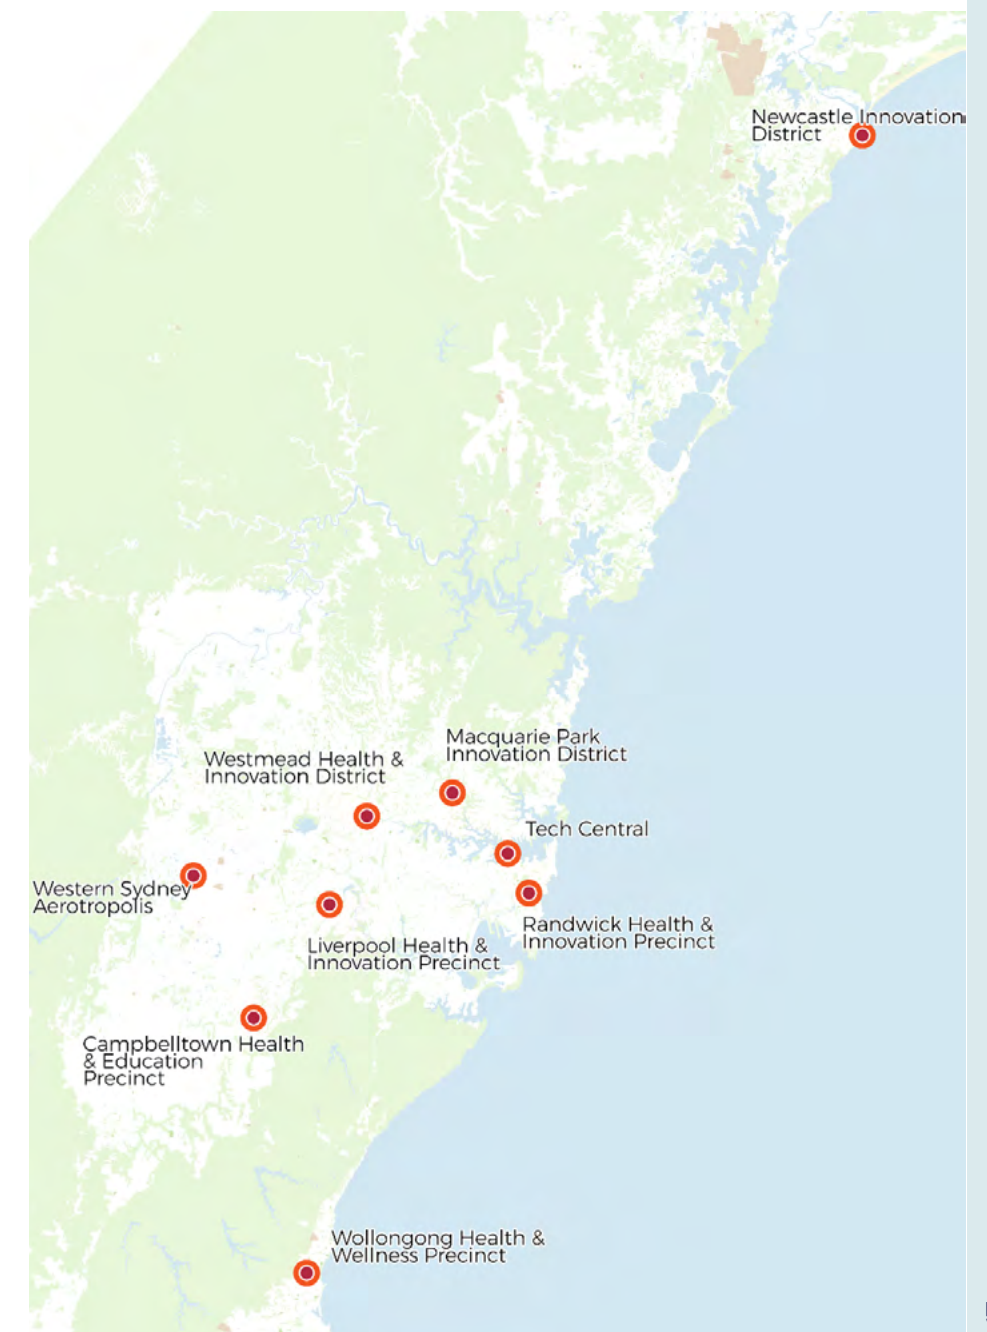 Newcastle Innovation
District
Macquarie Park
Innovation District
Westmead Health &
Innovation District
Tech Central
Western Sydney
Aerotropolis
Randwick Health &
Innovation Precinct
Liverpool Health &
Innovation Precinct
Campbelltown Health
& Education
Precinct
Wollongong Health &
Wellness Precinct